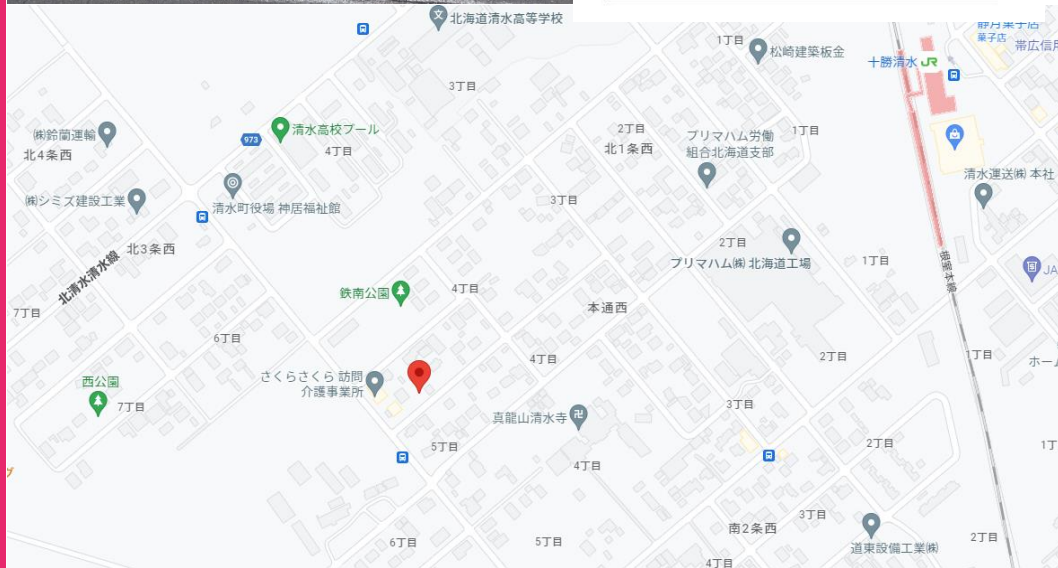 北海道清水高等学校
静月菓子店
菓子店
1丁目
松崎建築板金
帯広信用
十勝清水 JR
3丁目
㈱鈴蘭運輸
973
清水高校プール
2丁目
プリマハム労働
組合北海道支部
1丁目
北4条西
4丁目
北1条西
清水運送㈱ 本社
㈱シミズ建設工業
清水町役場 神居福祉館
3丁目
北3条西
2丁目
プリマハム㈱ 北海道工場
1丁目
根室本線
JA
北清水清水線
鉄南公園
4丁目
本通西
7丁目
6丁目
4丁目
2丁目
1丁目
ホーム
さくらさくら 訪問
介護事業所
西公園
7丁目
3丁目
真龍山清水寺
5丁目
2丁目
1丁
4丁目
グ
南2条西
3丁目
6丁目
5丁目
道東設備工業㈱
2丁目
4丁目